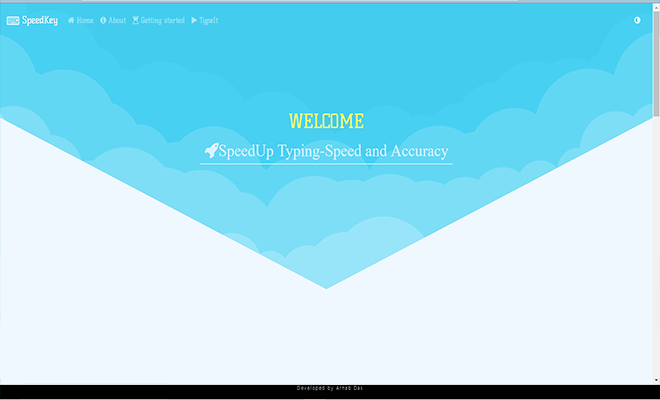 SpeedKey Home About Getting started TypeIt
WELCOME
SpeedUp Typing-Speed and Accuracy
Developed by Arnab Das